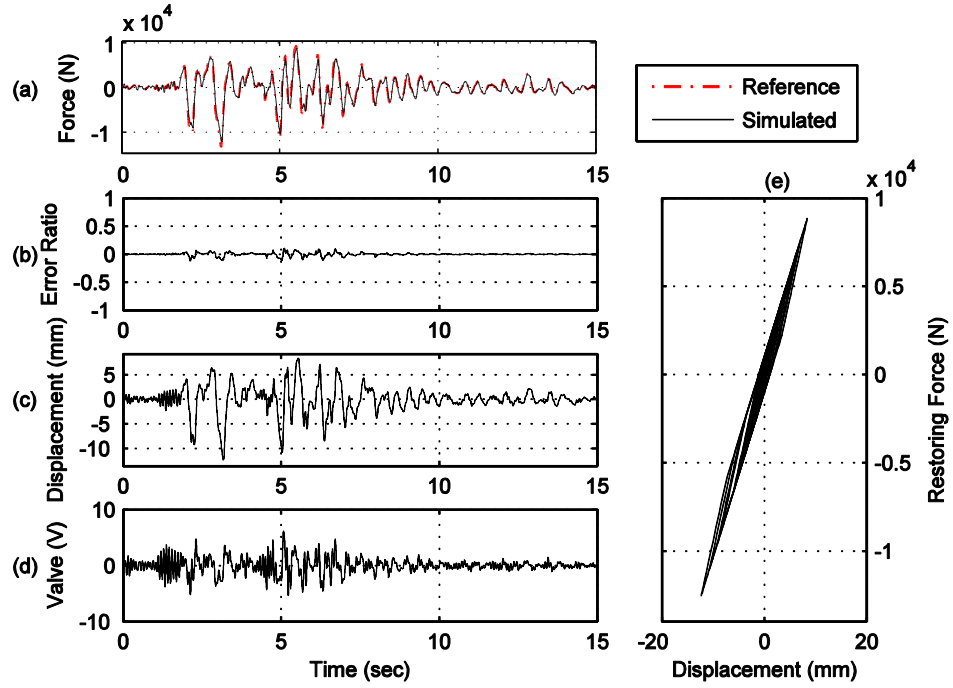 x 10^4
1
0
-1
Force (N)
(a)
0
5
10
15
Reference
Simulated
1
0.5
0
-0.5
-1
Error Ratio
(b)
0
5
10
15
5
0
-5
-10
Displacement (mm)
(c)
0
5
10
15
10
0
-10
Valve (V)
(d)
0
5
10
15
Time (sec)
(e)
x 10^4
1
0.5
0
-0.5
-1
Restoring Force (N)
-20
0
20
Displacement (mm)